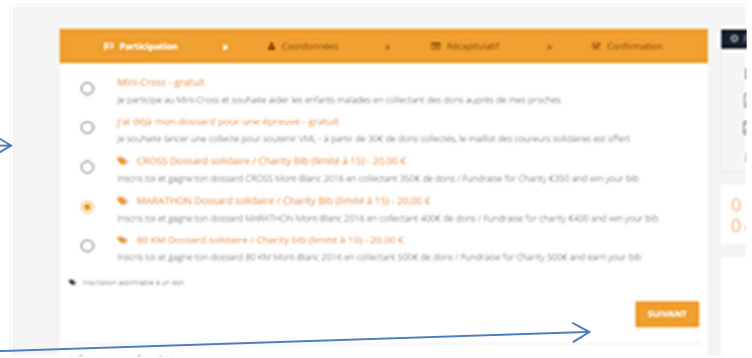 Participation » Coordonnées » Récapitulatif » Confirmation
Mini-Cross - gratuit
Je participe au Mini-Cross et souhaite aider les enfants malades en collectant des dons auprès de mes proches
J'ai déjà mon dossard pour une épreuve - gratuit
Je souhaite lancer une collecte pour soutenir VML - à partir de 30€ de dons collectés, le maillot des coureurs solidaires est offert
CROSS Dossard solidaire / Charity Bib (limité à 15) - 20,00 €
Inscris toi et gagne ton dossard CROSS Mont-Blanc 2016 en collectant 350€ de dons / Fundraise for Charity €350 and win your bib
MARATHON Dossard solidaire / Charity Bib (limité à 15) - 20,00 €
Inscris toi et gagne ton dossard MARATHON Mont-Blanc 2016 en collectant 400€ de dons / Fundraise for charity €400 and win your bib
80 KM Dossard solidaire / Charity bib (limité à 10) - 20,00 €
Inscris toi et gagne ton dossard 80 KM Mont Blanc 2016 en collectant 500€ de dons / Fundraise for Charity 500€ and earn your bib
Inscription assimilable à un don
SUIVANT
0
0